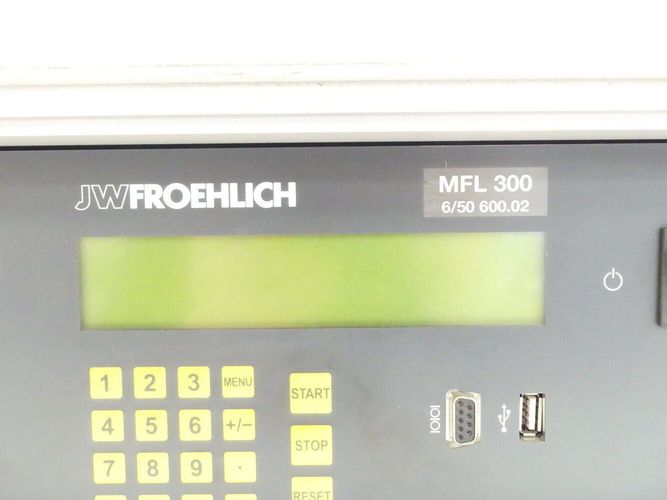 JWFROEHLICH
MFL 300
6/50 600.02
1 2 3 MENU
START
4 5 6 +/−
STOP
IOIOI
7 8 9 .
RESET